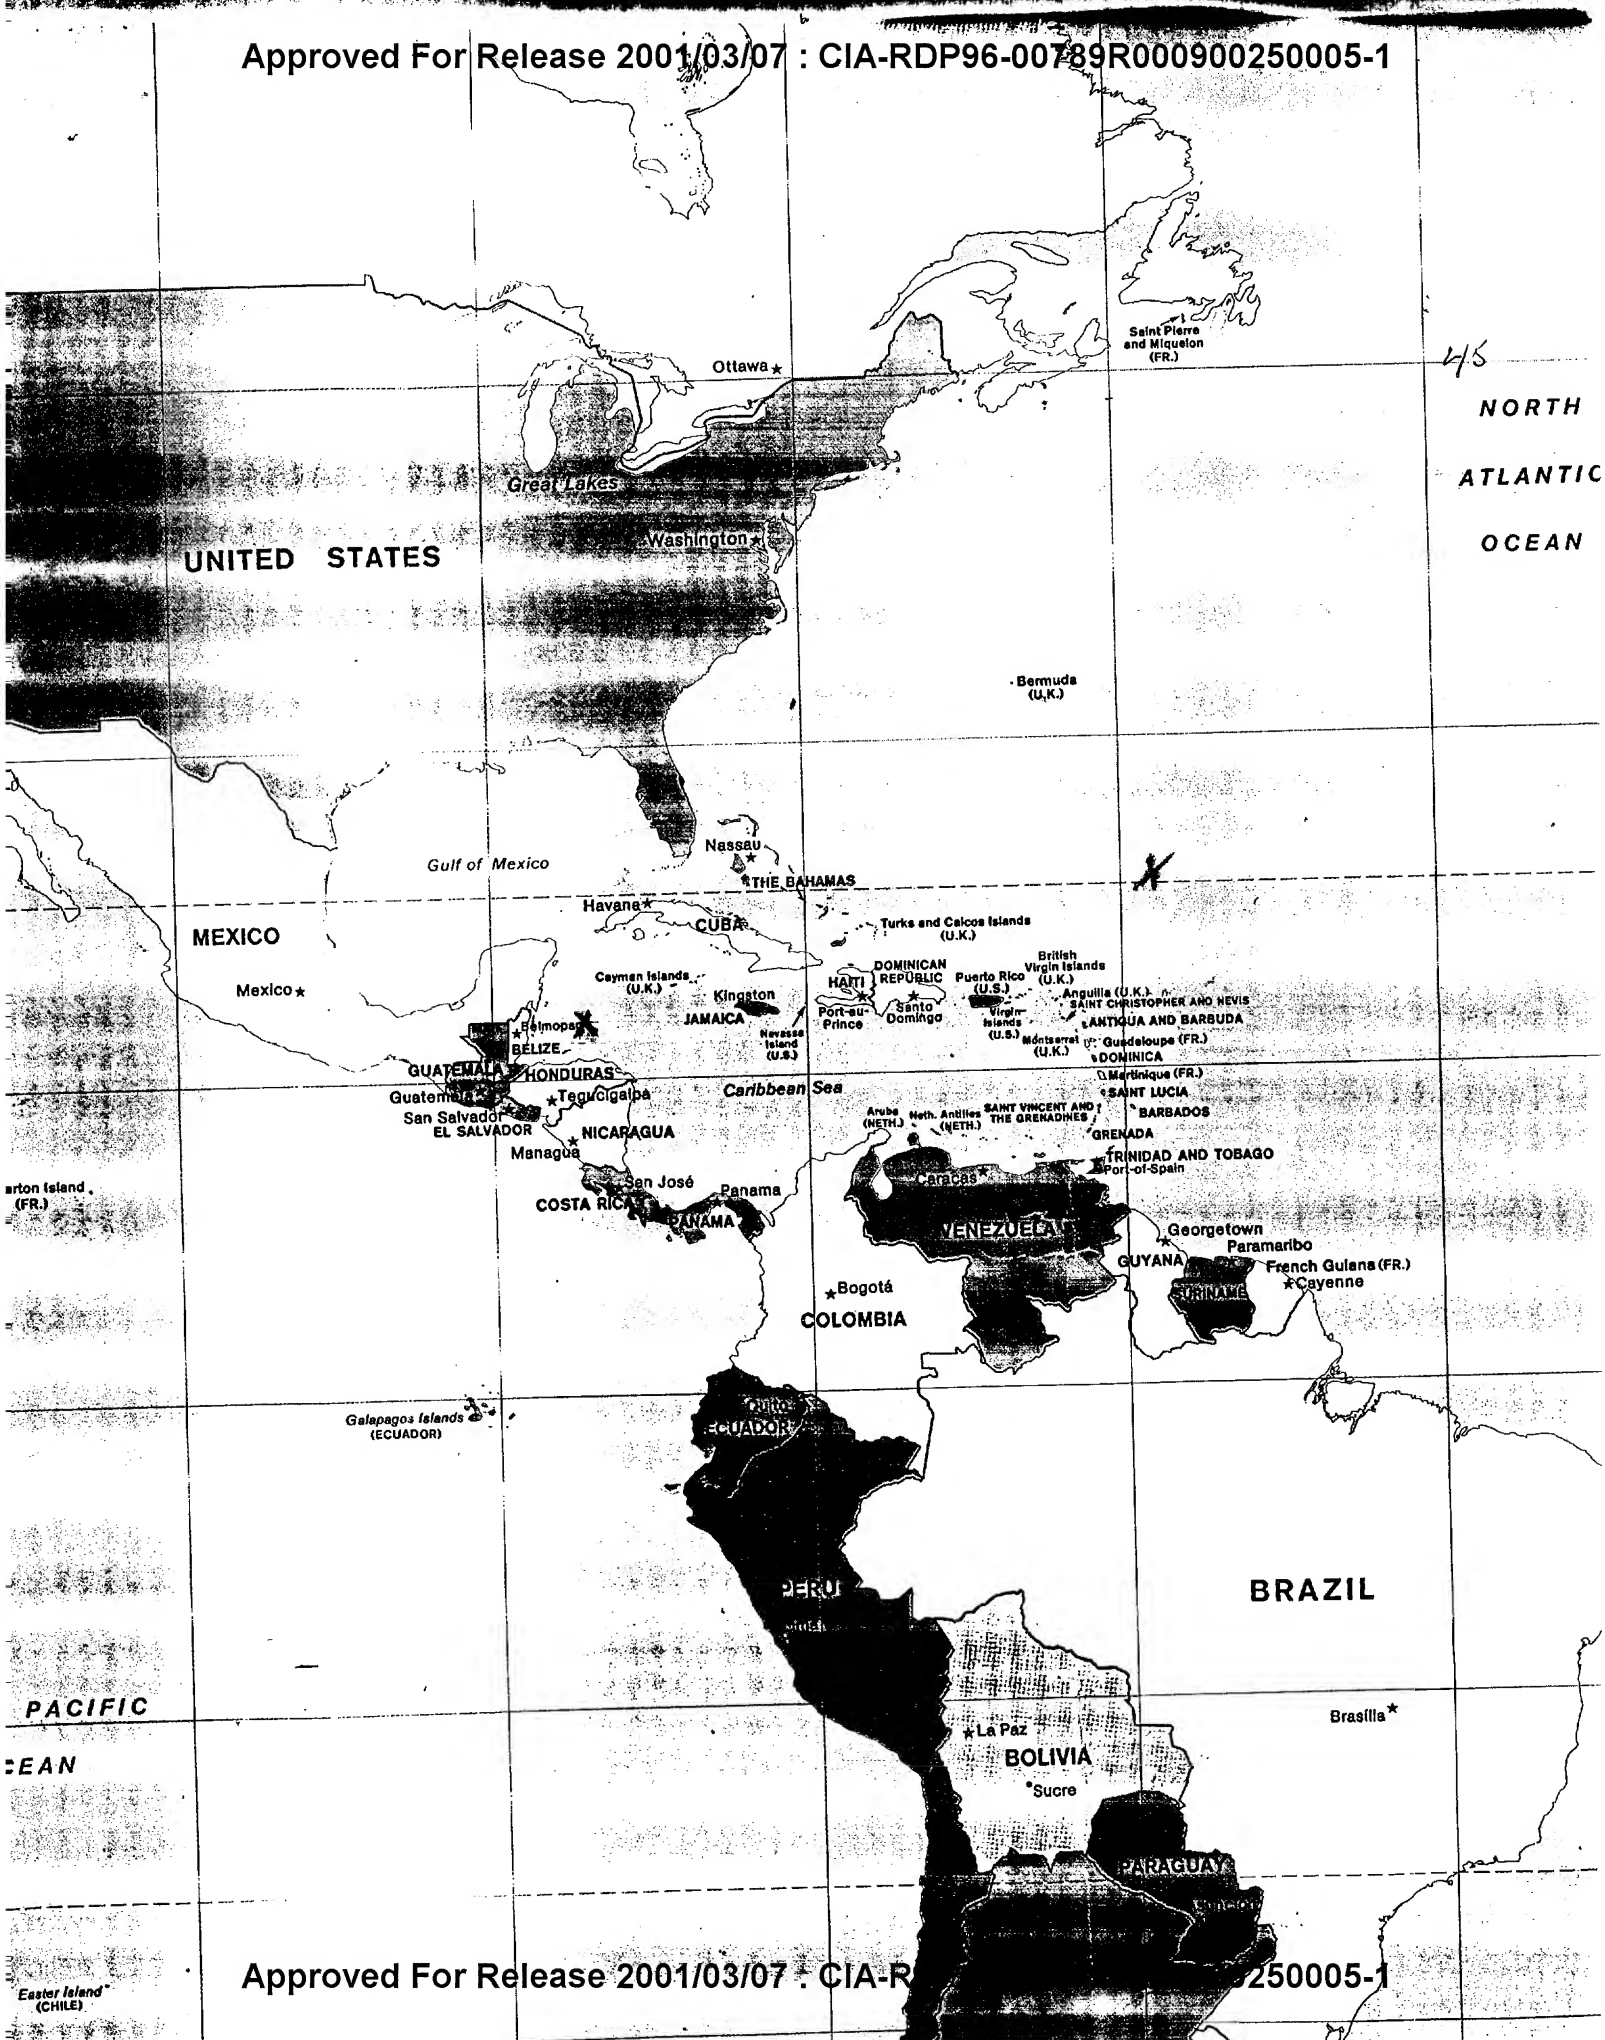 Approved For Release 2001/03/07 : CIA-RDP96-00789R000900250005-1
Saint Pierre
and Miquelon
(FR.)
Ottawa
45
NORTH
ATLANTIC
OCEAN
Great Lakes
Washington
UNITED STATES
Bermuda
(U.K.)
Nassau
Gulf of Mexico
THE BAHAMAS
X
Havana
CUBA
Turks and Caicos Islands
(U.K.)
MEXICO
Mexico
Cayman Islands
(U.K.)
Kingston
JAMAICA
Navassa
Island
(U.S.)
HAITI
Port-au-
Prince
DOMINICAN
REPUBLIC
Santo
Domingo
Puerto Rico
(U.S.)
British
Virgin Islands
(U.K.)
Virgin
Islands
(U.S.)
Anguilla (U.K.)
SAINT CHRISTOPHER AND NEVIS
ANTIGUA AND BARBUDA
Montserrat
(U.K.)
Guadeloupe (FR.)
DOMINICA
Martinique (FR.)
SAINT LUCIA
BARBADOS
SAINT VINCENT AND
THE GRENADINES
GRENADA
TRINIDAD AND TOBAGO
Port-of-Spain
Aruba
(NETH.)
Neth. Antilles
(NETH.)
Caribbean Sea
Belmopan
X
BELIZE
GUATEMALA
Guatemala
HONDURAS
Tegucigalpa
San Salvador
EL SALVADOR
NICARAGUA
Managua
San José
COSTA RICA
Panama
PANAMA
Caracas
VENEZUELA
Georgetown
GUYANA
Paramaribo
SURINAME
French Guiana (FR.)
Cayenne
arton Island
(FR.)
Bogotá
COLOMBIA
Quito
ECUADOR
Galapagos Islands
(ECUADOR)
PERU
BRAZIL
Brasília
PACIFIC
CEAN
La Paz
BOLIVIA
Sucre
PARAGUAY
Easter Island
(CHILE)
Approved For Release 2001/03/07 : CIA-R 250005-1